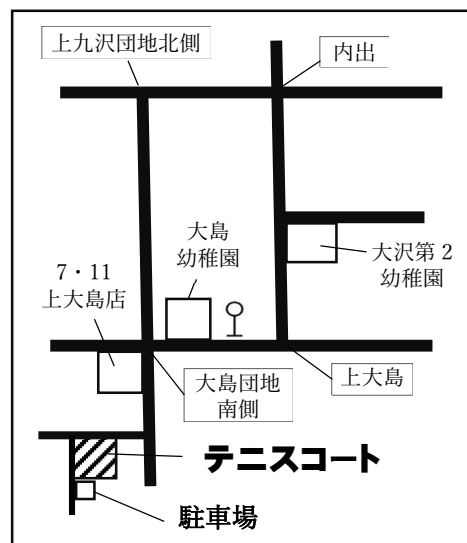 上九沢団地北側
内出
大島
幼稚園
大沢第2
幼稚園
7・11
上大島店
上大島
大島団地
南側
テニスコート
駐車場